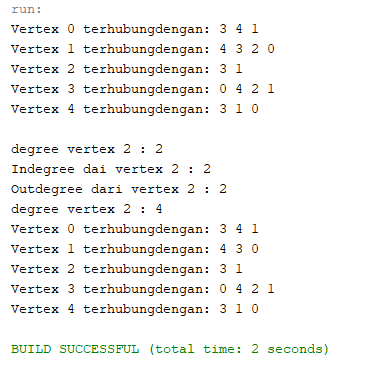 run:
Vertex 0 terhubungdengan: 3 4 1
Vertex 1 terhubungdengan: 4 3 2 0
Vertex 2 terhubungdengan: 3 1
Vertex 3 terhubungdengan: 0 4 2 1
Vertex 4 terhubungdengan: 3 1 0
degree vertex 2 : 2
Indegree dai vertex 2 : 2
Outdegree dari vertex 2 : 2
degree vertex 2 : 4
Vertex 0 terhubungdengan: 3 4 1
Vertex 1 terhubungdengan: 4 3 0
Vertex 2 terhubungdengan: 3 1
Vertex 3 terhubungdengan: 0 4 2 1
Vertex 4 terhubungdengan: 3 1 0
BUILD SUCCESSFUL (total time: 2 seconds)